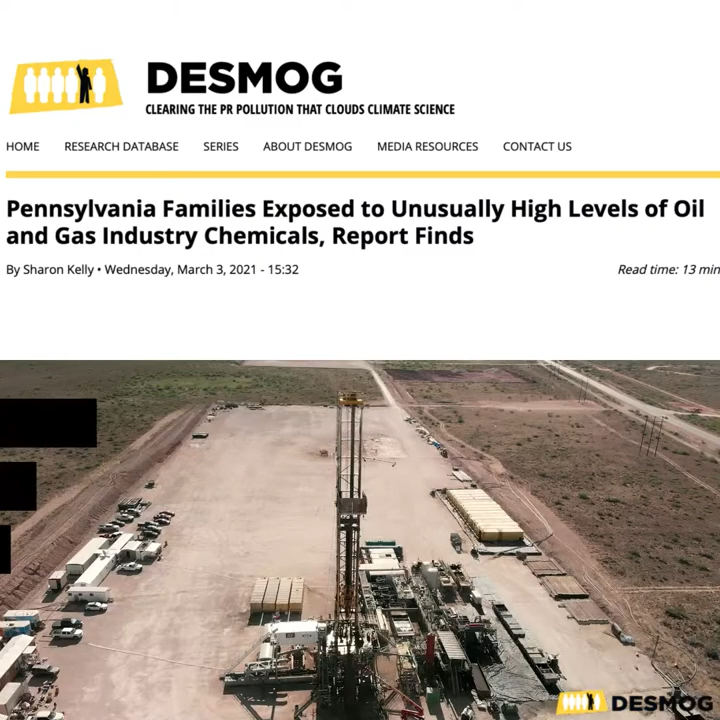 DESMOG
CLEARING THE PR POLLUTION THAT CLOUDS CLIMATE SCIENCE
HOME RESEARCH DATABASE SERIES ABOUT DESMOG MEDIA RESOURCES CONTACT US
Pennsylvania Families Exposed to Unusually High Levels of Oil
and Gas Industry Chemicals, Report Finds
By Sharon Kelly • Wednesday, March 3, 2021 - 15:32 Read time: 13 min
DESMOG